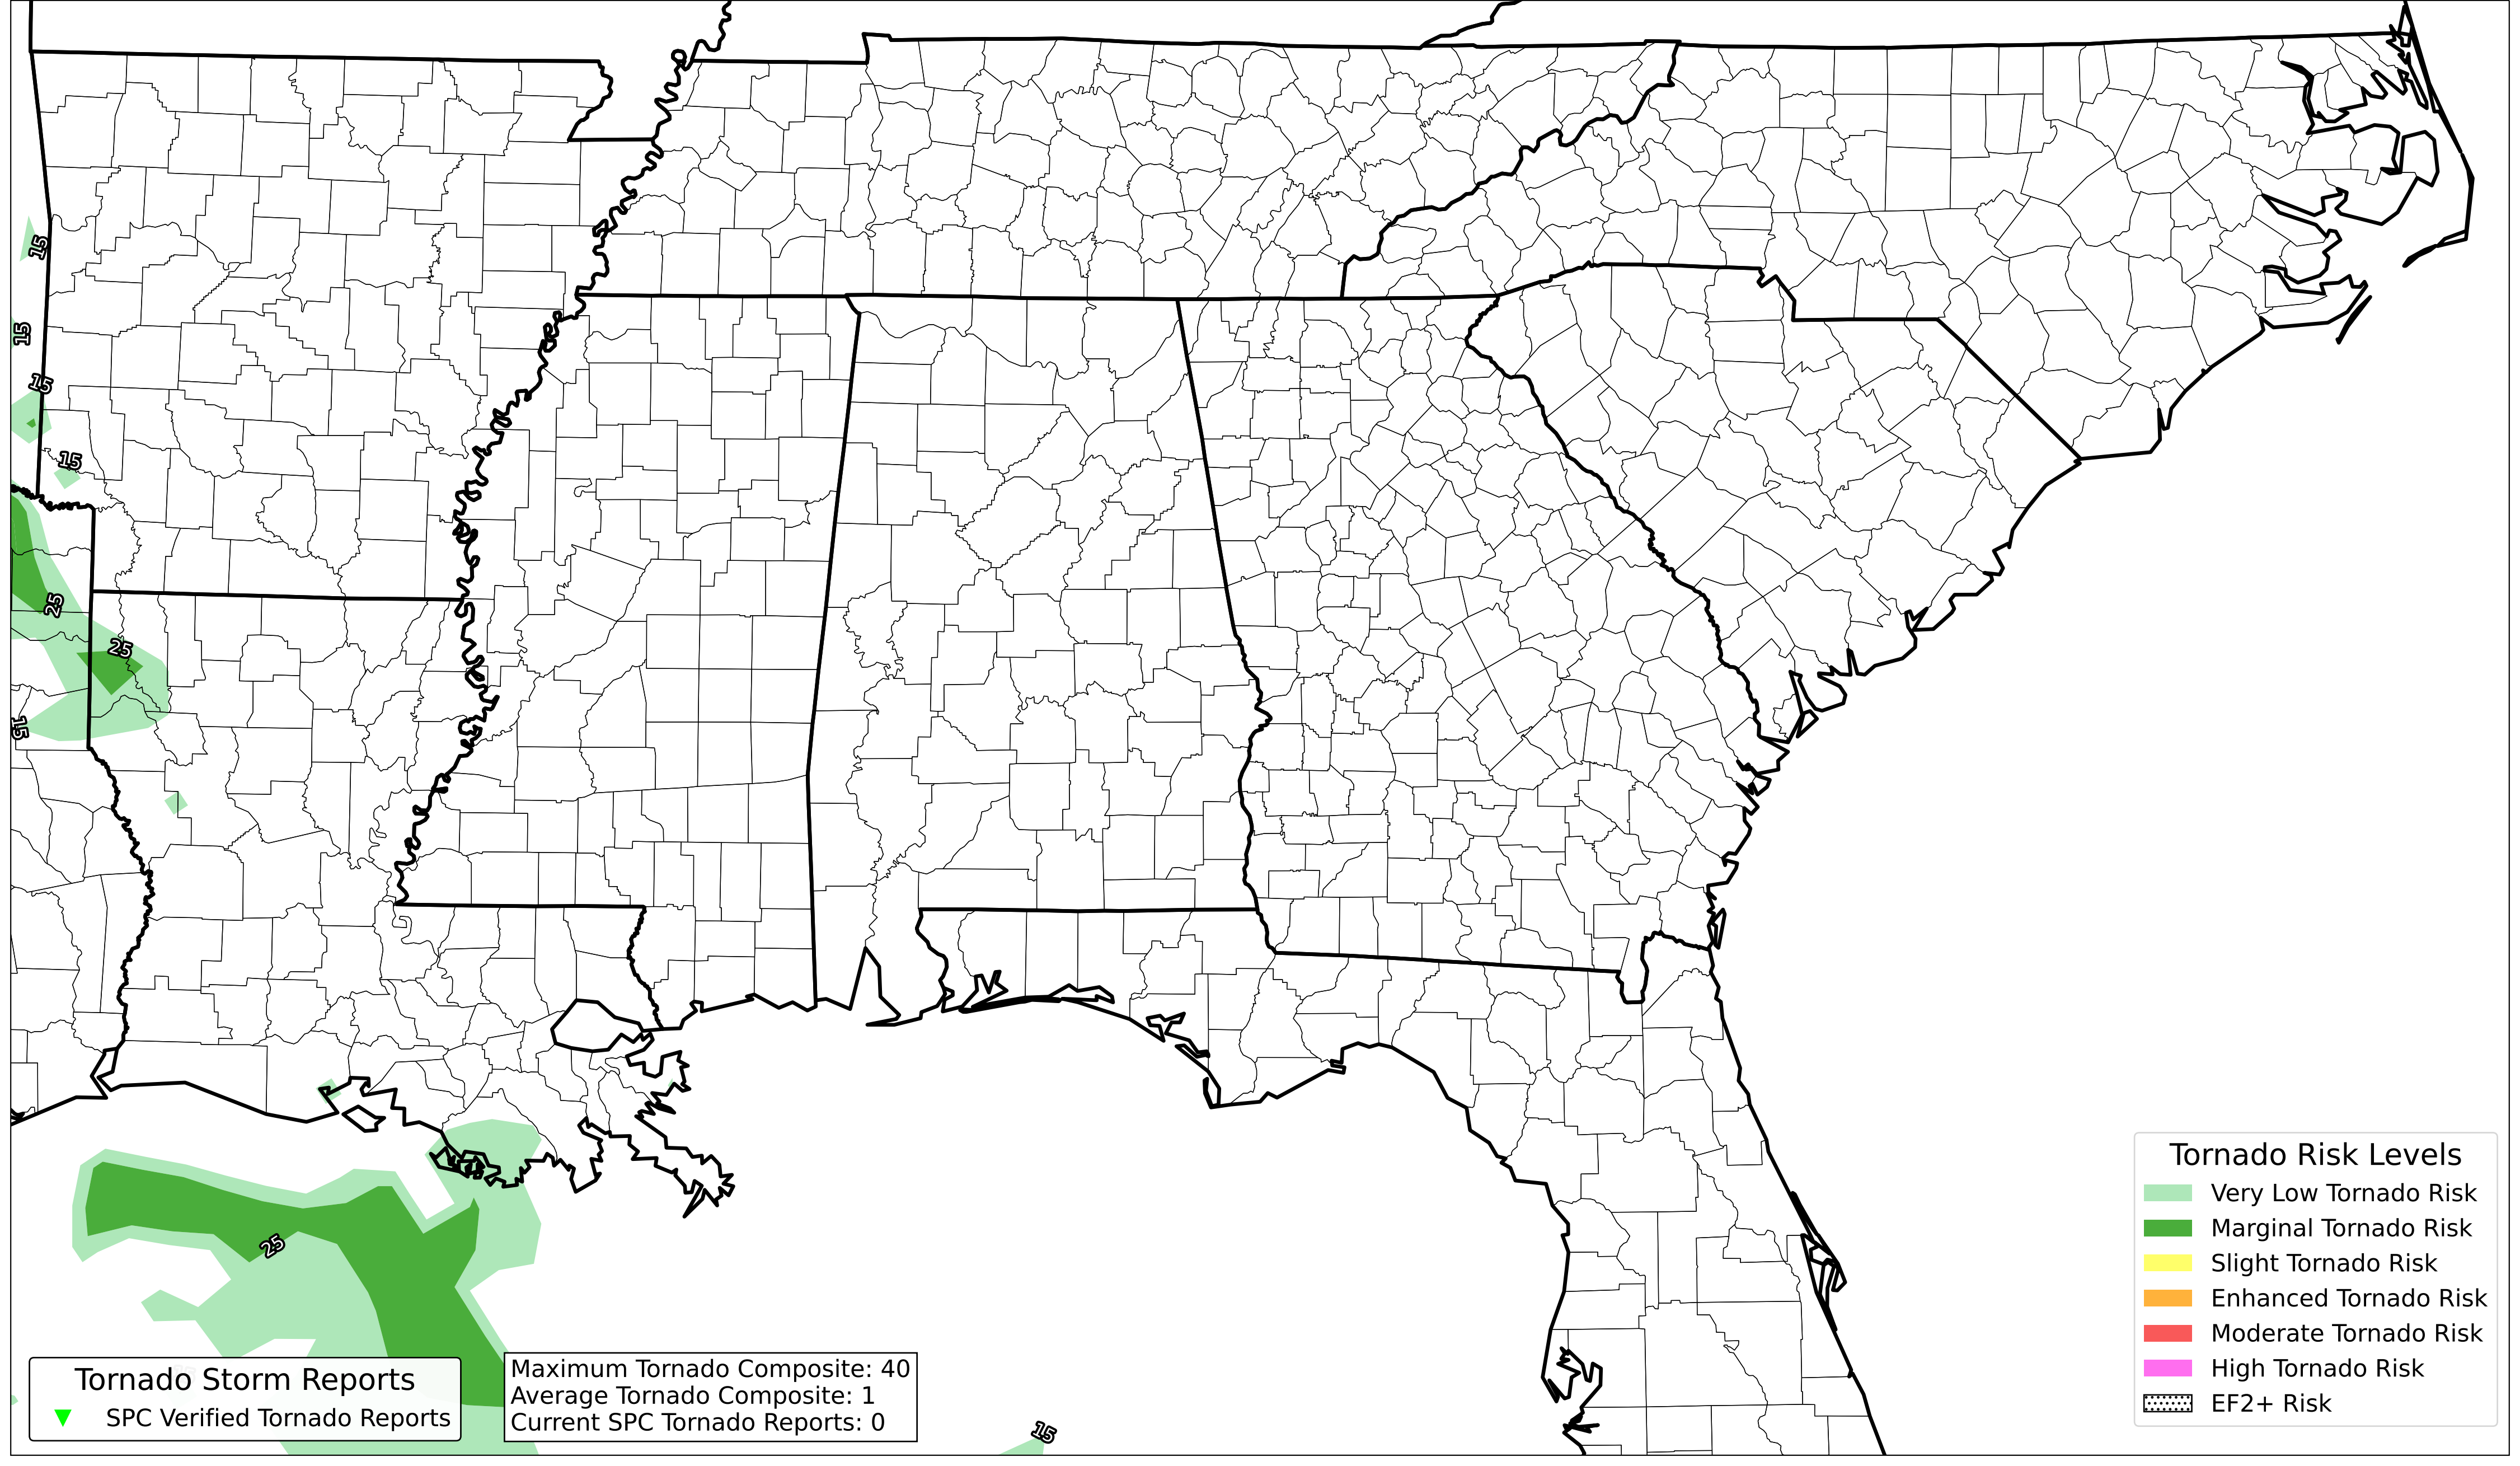 15
15
15
15
25
25
15
25
15
Tornado Storm Reports
SPC Verified Tornado Reports
Maximum Tornado Composite: 40
Average Tornado Composite: 1
Current SPC Tornado Reports: 0
Tornado Risk Levels
Very Low Tornado Risk
Marginal Tornado Risk
Slight Tornado Risk
Enhanced Tornado Risk
Moderate Tornado Risk
High Tornado Risk
EF2+ Risk